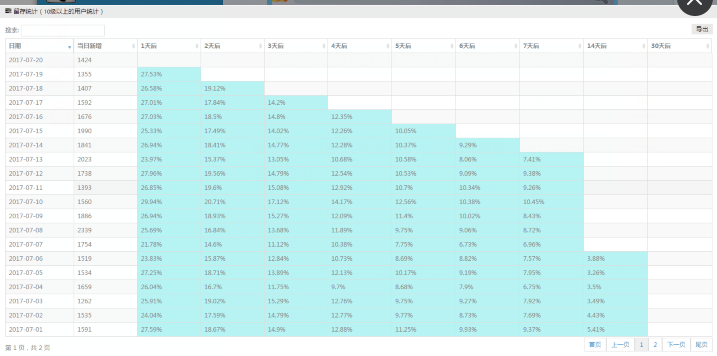 留存统计（10级以上的用户统计）
搜索:
导出
日期 当日新增 1天后 2天后 3天后 4天后 5天后 6天后 7天后 14天后 30天后
2017-07-20 1424
2017-07-19 1355 27.53%
2017-07-18 1407 26.58% 19.12%
2017-07-17 1592 27.01% 17.84% 14.2%
2017-07-16 1676 27.03% 18.5% 14.8% 12.35%
2017-07-15 1990 25.33% 17.49% 14.02% 12.26% 10.05%
2017-07-14 1841 26.94% 18.41% 14.77% 12.28% 10.37% 9.29%
2017-07-13 2023 23.97% 15.37% 13.05% 10.68% 10.58% 8.06% 7.41%
2017-07-12 1738 27.96% 19.56% 14.79% 12.54% 10.53% 9.09% 9.38%
2017-07-11 1393 26.85% 19.6% 15.08% 12.92% 10.7% 10.34% 9.26%
2017-07-10 1560 29.94% 20.71% 17.12% 14.17% 12.56% 10.38% 10.45%
2017-07-09 1886 26.94% 18.93% 15.27% 12.09% 11.4% 10.02% 8.43%
2017-07-08 2339 25.69% 16.84% 13.68% 11.89% 9.75% 9.06% 8.72%
2017-07-07 1754 21.78% 14.6% 11.12% 10.38% 7.75% 6.73% 6.96%
2017-07-06 1519 23.83% 15.87% 12.84% 10.73% 8.69% 8.82% 7.57% 3.88%
2017-07-05 1534 27.25% 18.71% 13.89% 12.13% 10.17% 9.19% 7.95% 3.26%
2017-07-04 1659 26.04% 16.7% 11.75% 9.7% 8.68% 7.9% 6.75% 3.5%
2017-07-03 1262 25.91% 19.02% 15.29% 12.76% 9.75% 9.27% 7.92% 3.49%
2017-07-02 1535 24.04% 17.59% 14.79% 12.77% 9.77% 8.73% 7.69% 4.43%
2017-07-01 1591 27.59% 18.67% 14.9% 12.88% 11.25% 9.93% 9.37% 5.41%
第 1 页，共 2 页
首页 上一页 1 2 下一页 尾页